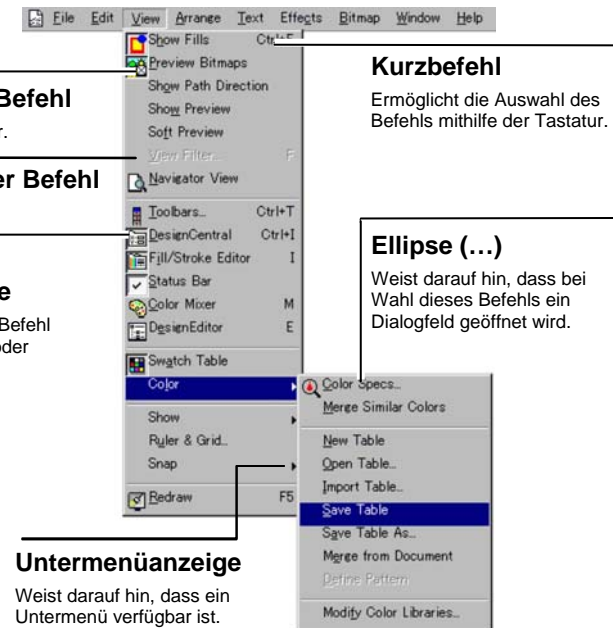 File Edit View Arrange Text Effects Bitmap Window Help
Show Fills Ctrl+F
Preview Bitmaps
Show Path Direction
Show Preview
Soft Preview
View Filter... F
Navigator View
Toolbars... Ctrl+T
DesignCentral Ctrl+I
Fill/Stroke Editor I
Status Bar
Color Mixer M
DesignEditor E
Swatch Table
Color
Show
Ruler & Grid...
Snap
Redraw F5
Color Specs...
Merge Similar Colors
New Table
Open Table...
Import Table...
Save Table
Save Table As...
Merge from Document
Define Pattern
Modify Color Libraries...
Befehl
r.
er Befehl
e
Befehl
oder
Kurzbefehl
Ermöglicht die Auswahl des
Befehls mithilfe der Tastatur.
Ellipse (…)
Weist darauf hin, dass bei
Wahl dieses Befehls ein
Dialogfeld geöffnet wird.
Untermenüanzeige
Weist darauf hin, dass ein
Untermenü verfügbar ist.